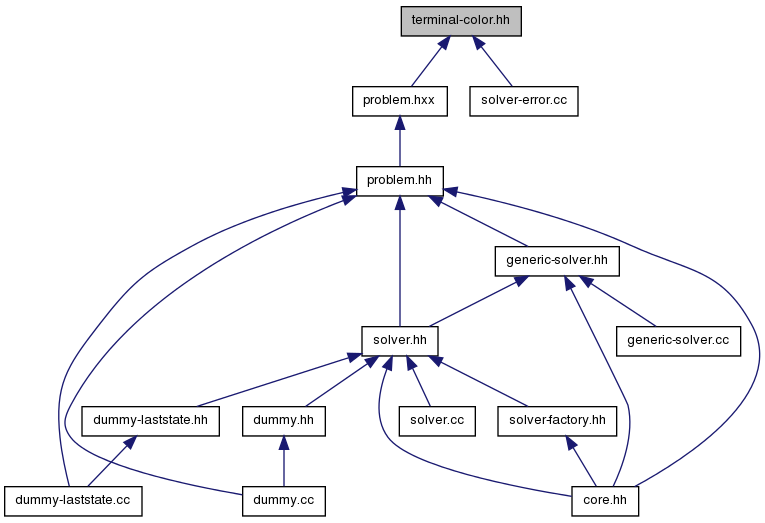 terminal-color.hh
problem.hxx
solver-error.cc
problem.hh
generic-solver.hh
solver.hh
generic-solver.cc
dummy-laststate.hh
dummy.hh
solver.cc
solver-factory.hh
dummy-laststate.cc
dummy.cc
core.hh